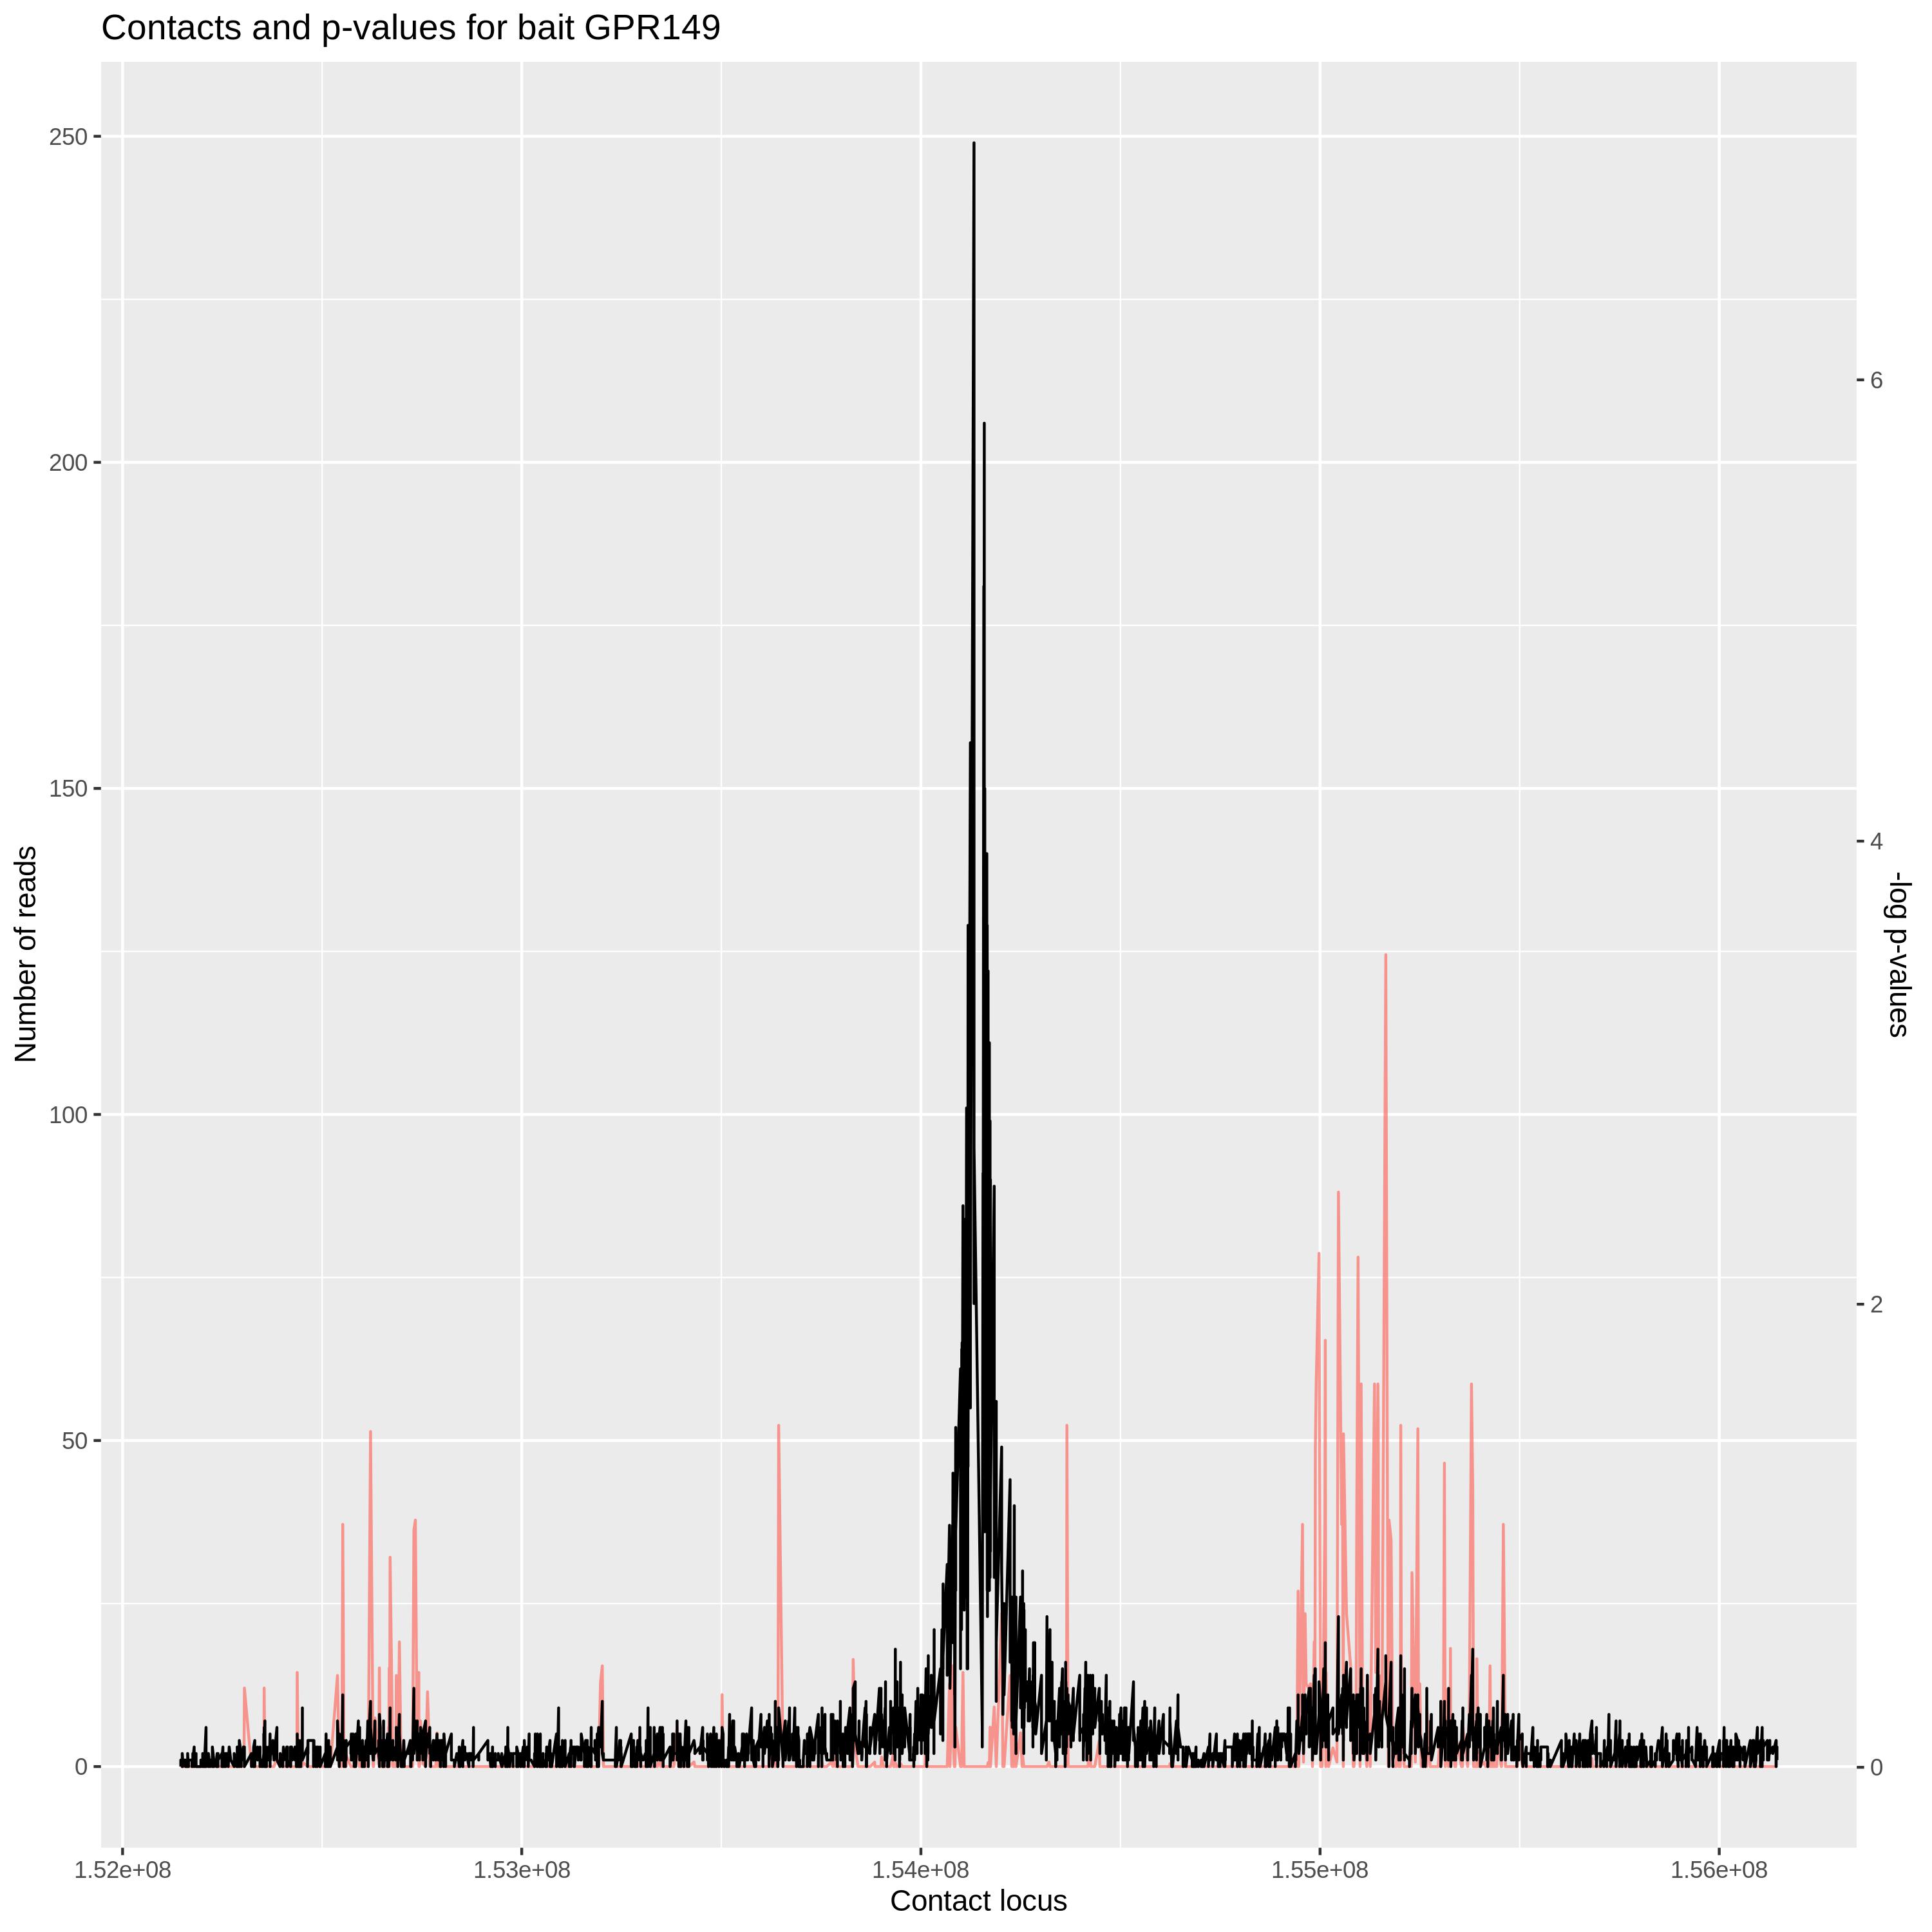 Contacts and p-values for bait GPR149
250
200
150
100
50
0
Number of reads
6
4
2
0
-log p-values
1.52e+08 1.53e+08 1.54e+08 1.55e+08 1.56e+08
Contact locus